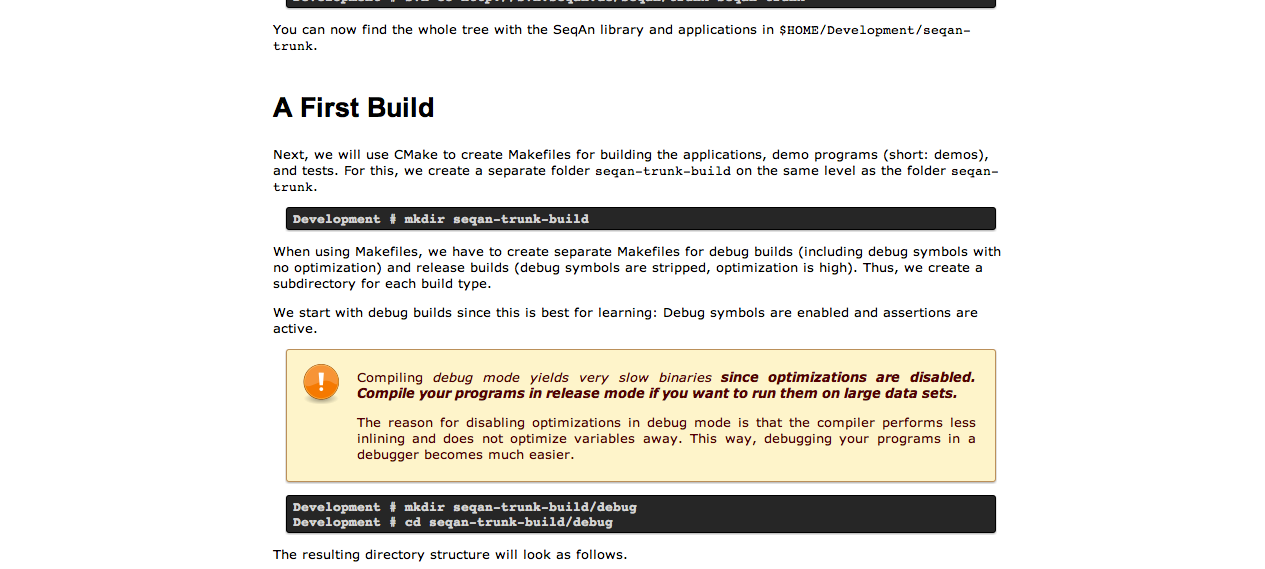 You can now find the whole tree with the SeqAn library and applications in $HOME/Development/seqan-
trunk.
A First Build
Next, we will use CMake to create Makefiles for building the applications, demo programs (short: demos),
and tests. For this, we create a separate folder seqan-trunk-build on the same level as the folder seqan-
trunk.
Development # mkdir seqan-trunk-build
When using Makefiles, we have to create separate Makefiles for debug builds (including debug symbols with
no optimization) and release builds (debug symbols are stripped, optimization is high). Thus, we create a
subdirectory for each build type.
We start with debug builds since this is best for learning: Debug symbols are enabled and assertions are
active.
Compiling debug mode yields very slow binaries since optimizations are disabled.
Compile your programs in release mode if you want to run them on large data sets.
The reason for disabling optimizations in debug mode is that the compiler performs less
inlining and does not optimize variables away. This way, debugging your programs in a
debugger becomes much easier.
Development # mkdir seqan-trunk-build/debug
Development # cd seqan-trunk-build/debug
The resulting directory structure will look as follows.